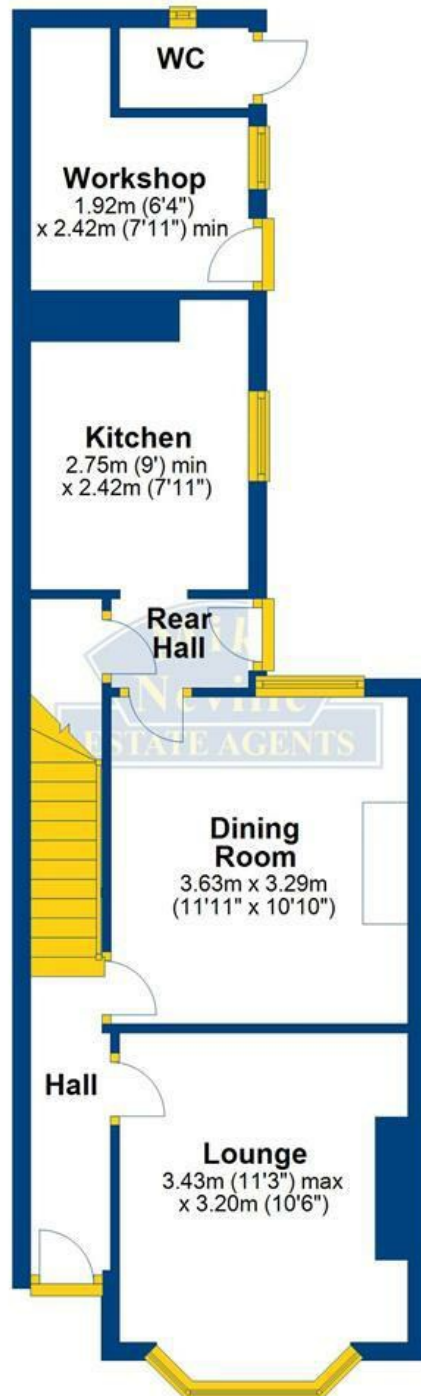 WC
Workshop
1.92m (6'4")
x 2.42m (7'11") min
Kitchen
2.75m (9') min
x 2.42m (7'11")
Rear
Hall
Neville
ESTATE AGENTS
Dining
Room
3.63m x 3.29m
(11'11" x 10'10")
Hall
Lounge
3.43m (11'3") max
x 3.20m (10'6")